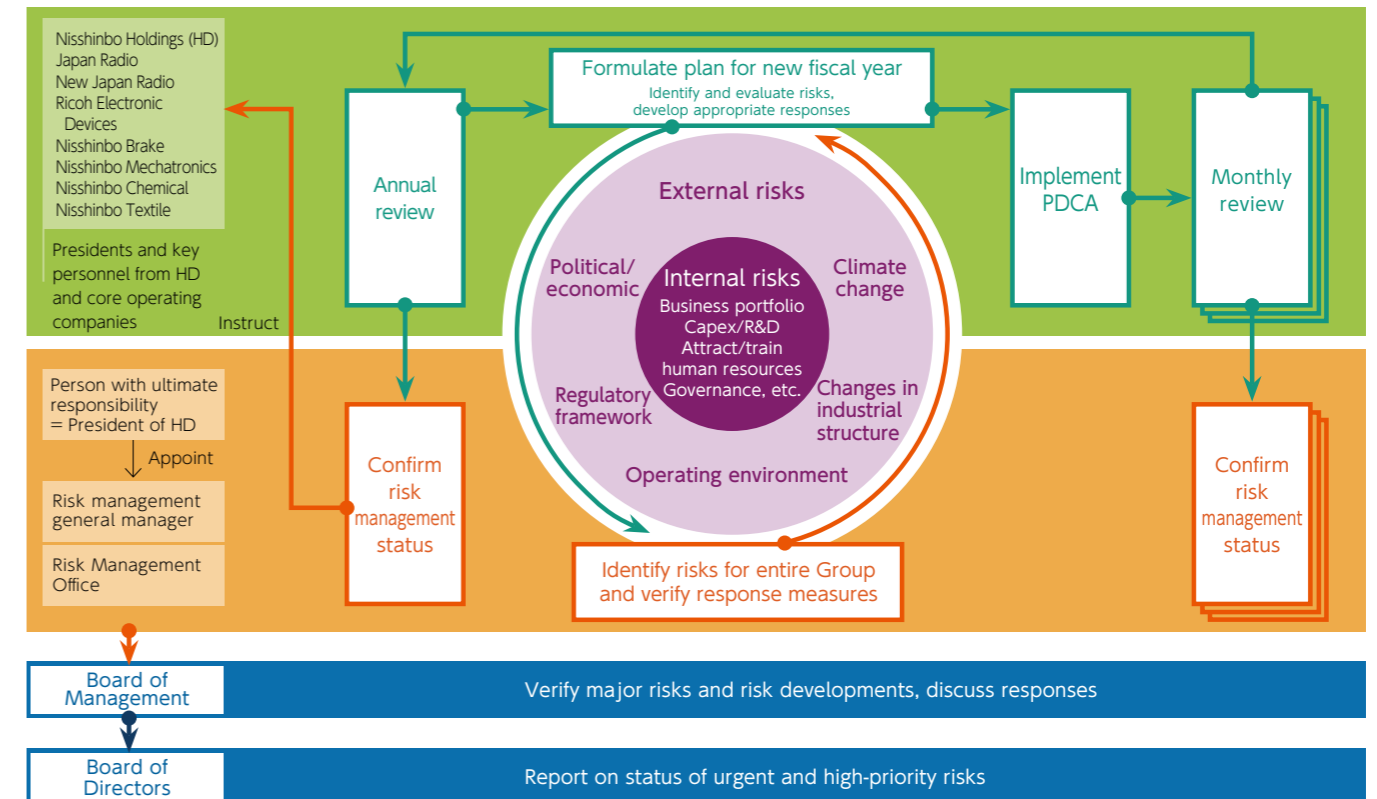 Nisshinbo Holdings (HD)
Japan Radio
New Japan Radio
Ricoh Electronic
Devices
Nisshinbo Brake
Nisshinbo Mechatronics
Nisshinbo Chemical
Nisshinbo Textile
Presidents and key
personnel from HD
and core operating
companies
Instruct
Annual
review
Formulate plan for new fiscal year
Identify and evaluate risks,
develop appropriate responses
Implement
PDCA
Monthly
review
External risks
Political/
economic
Climate
change
Internal risks
Business portfolio
Capex/R&D
Attract/train
human resources
Governance, etc.
Regulatory
framework
Changes in
industrial
structure
Operating environment
Person with ultimate
responsibility
= President of HD
Appoint
Risk management
general manager
Risk Management
Office
Confirm
risk
management
status
Identify risks for entire Group
and verify response measures
Confirm
risk
management
status
Board of
Management
Verify major risks and risk developments, discuss responses
Board of
Directors
Report on status of urgent and high-priority risks